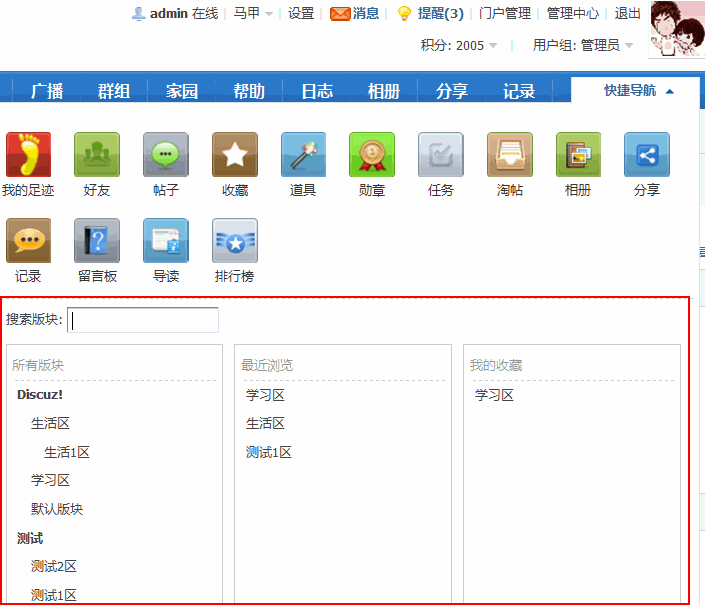 admin 在线 马甲 设置 消息 提醒(3) 门户管理 管理中心 退出
积分: 2005 用户组: 管理员
广播 群组 家园 帮助 日志 相册 分享 记录 快捷导航
我的足迹 好友 帖子 收藏 道具 勋章 任务 淘帖 相册 分享
记录 留言板 导读 排行榜
搜索版块:
所有版块 最近浏览 我的收藏
Discuz! 学习区 学习区
生活区 生活区
生活1区 测试1区
学习区
默认版块
测试
测试2区
测试1区